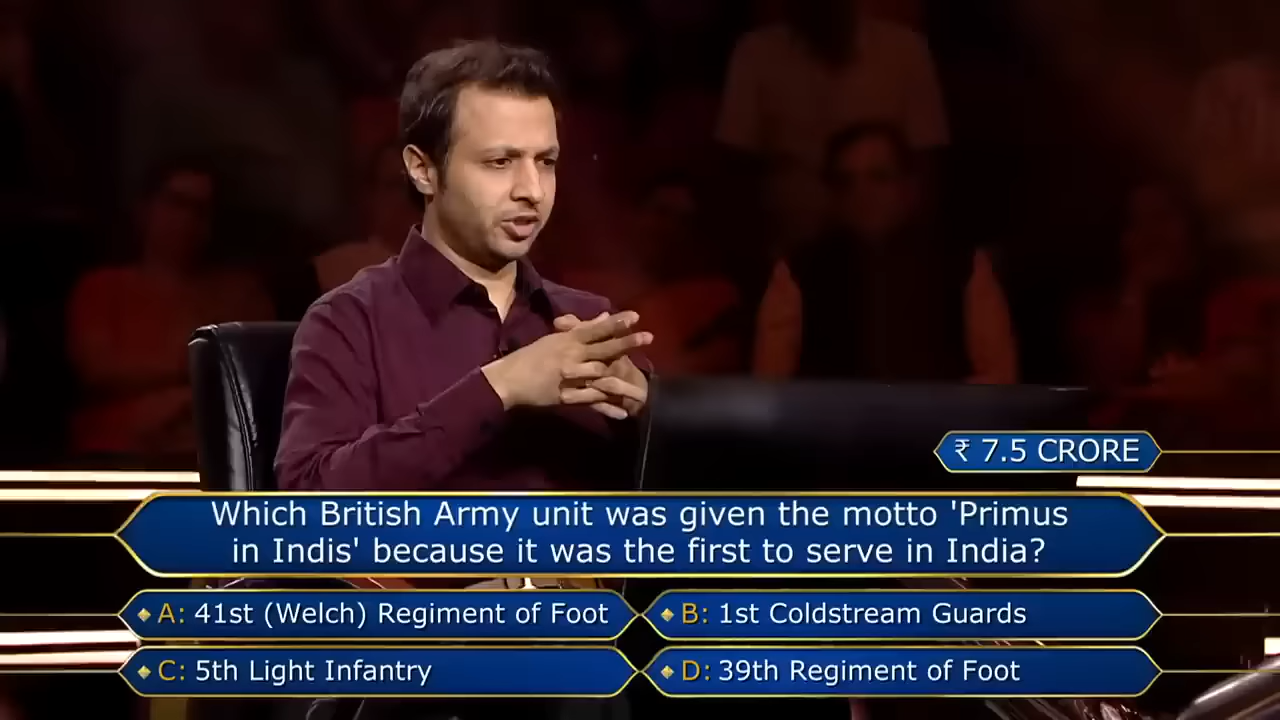 ₹ 7.5 CRORE
Which British Army unit was given the motto 'Primus
in Indis' because it was the first to serve in India?
A: 41st (Welch) Regiment of Foot
B: 1st Coldstream Guards
C: 5th Light Infantry
D: 39th Regiment of Foot